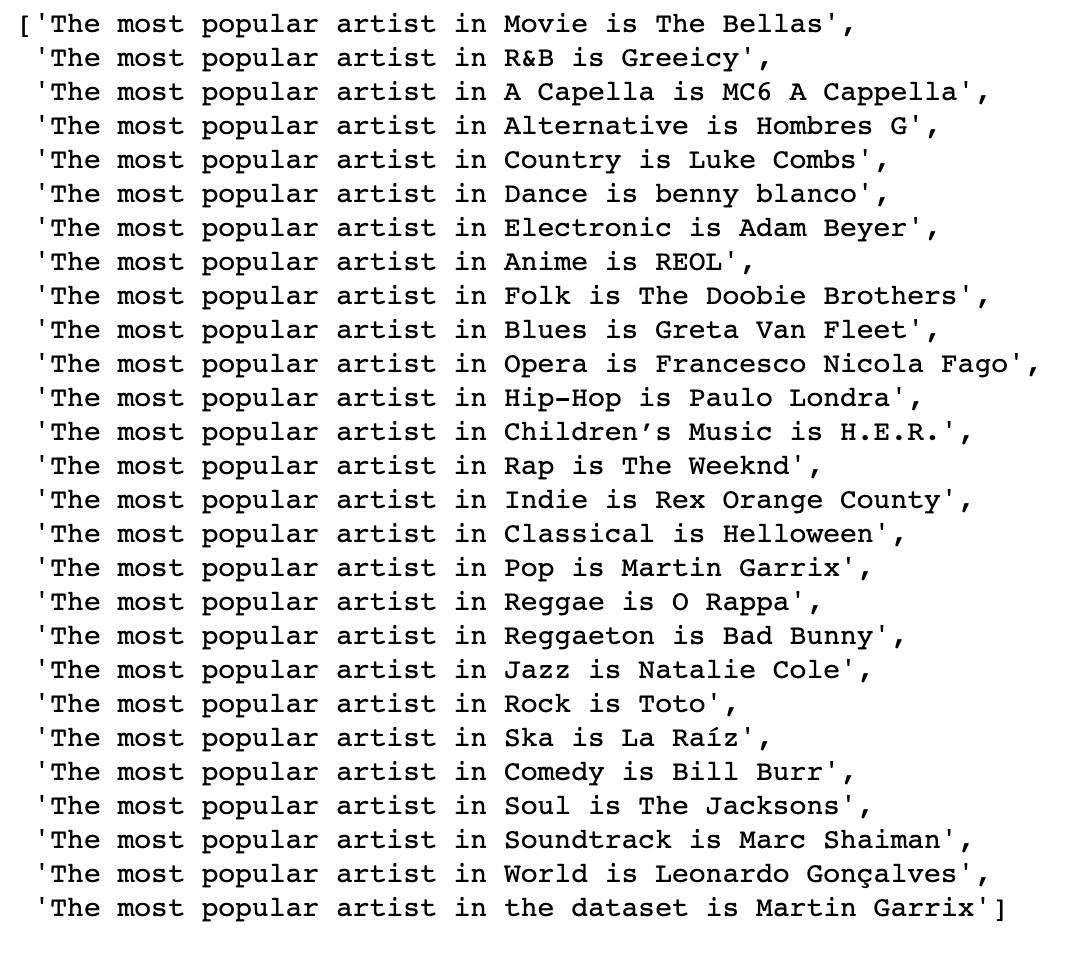 ['The most popular artist in Movie is The Bellas',
'The most popular artist in R&B is Greeicy',
'The most popular artist in A Capella is MC6 A Cappella',
'The most popular artist in Alternative is Hombres G',
'The most popular artist in Country is Luke Combs',
'The most popular artist in Dance is benny blanco',
'The most popular artist in Electronic is Adam Beyer',
'The most popular artist in Anime is REOL',
'The most popular artist in Folk is The Doobie Brothers',
'The most popular artist in Blues is Greta Van Fleet',
'The most popular artist in Opera is Francesco Nicola Fago',
'The most popular artist in Hip-Hop is Paulo Londra',
'The most popular artist in Children’s Music is H.E.R.',
'The most popular artist in Rap is The Weeknd',
'The most popular artist in Indie is Rex Orange County',
'The most popular artist in Classical is Helloween',
'The most popular artist in Pop is Martin Garrix',
'The most popular artist in Reggae is O Rappa',
'The most popular artist in Reggaeton is Bad Bunny',
'The most popular artist in Jazz is Natalie Cole',
'The most popular artist in Rock is Toto',
'The most popular artist in Ska is La Raíz',
'The most popular artist in Comedy is Bill Burr',
'The most popular artist in Soul is The Jacksons',
'The most popular artist in Soundtrack is Marc Shaiman',
'The most popular artist in World is Leonardo Gonçalves',
'The most popular artist in the dataset is Martin Garrix']